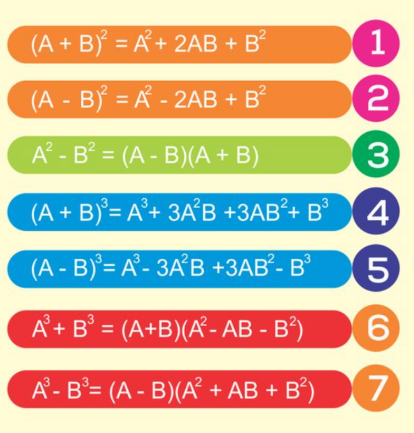 (A + B)² = A² + 2AB + B² 1
(A - B)² = A² - 2AB + B² 2
A² - B² = (A - B)(A + B) 3
(A + B)³= A³+ 3A²B +3AB²+ B³ 4
(A - B)³= A³- 3A²B +3AB²- B³ 5
A³+ B³ = (A+B)(A²- AB - B²) 6
A³- B³= (A - B)(A² + AB + B²) 7